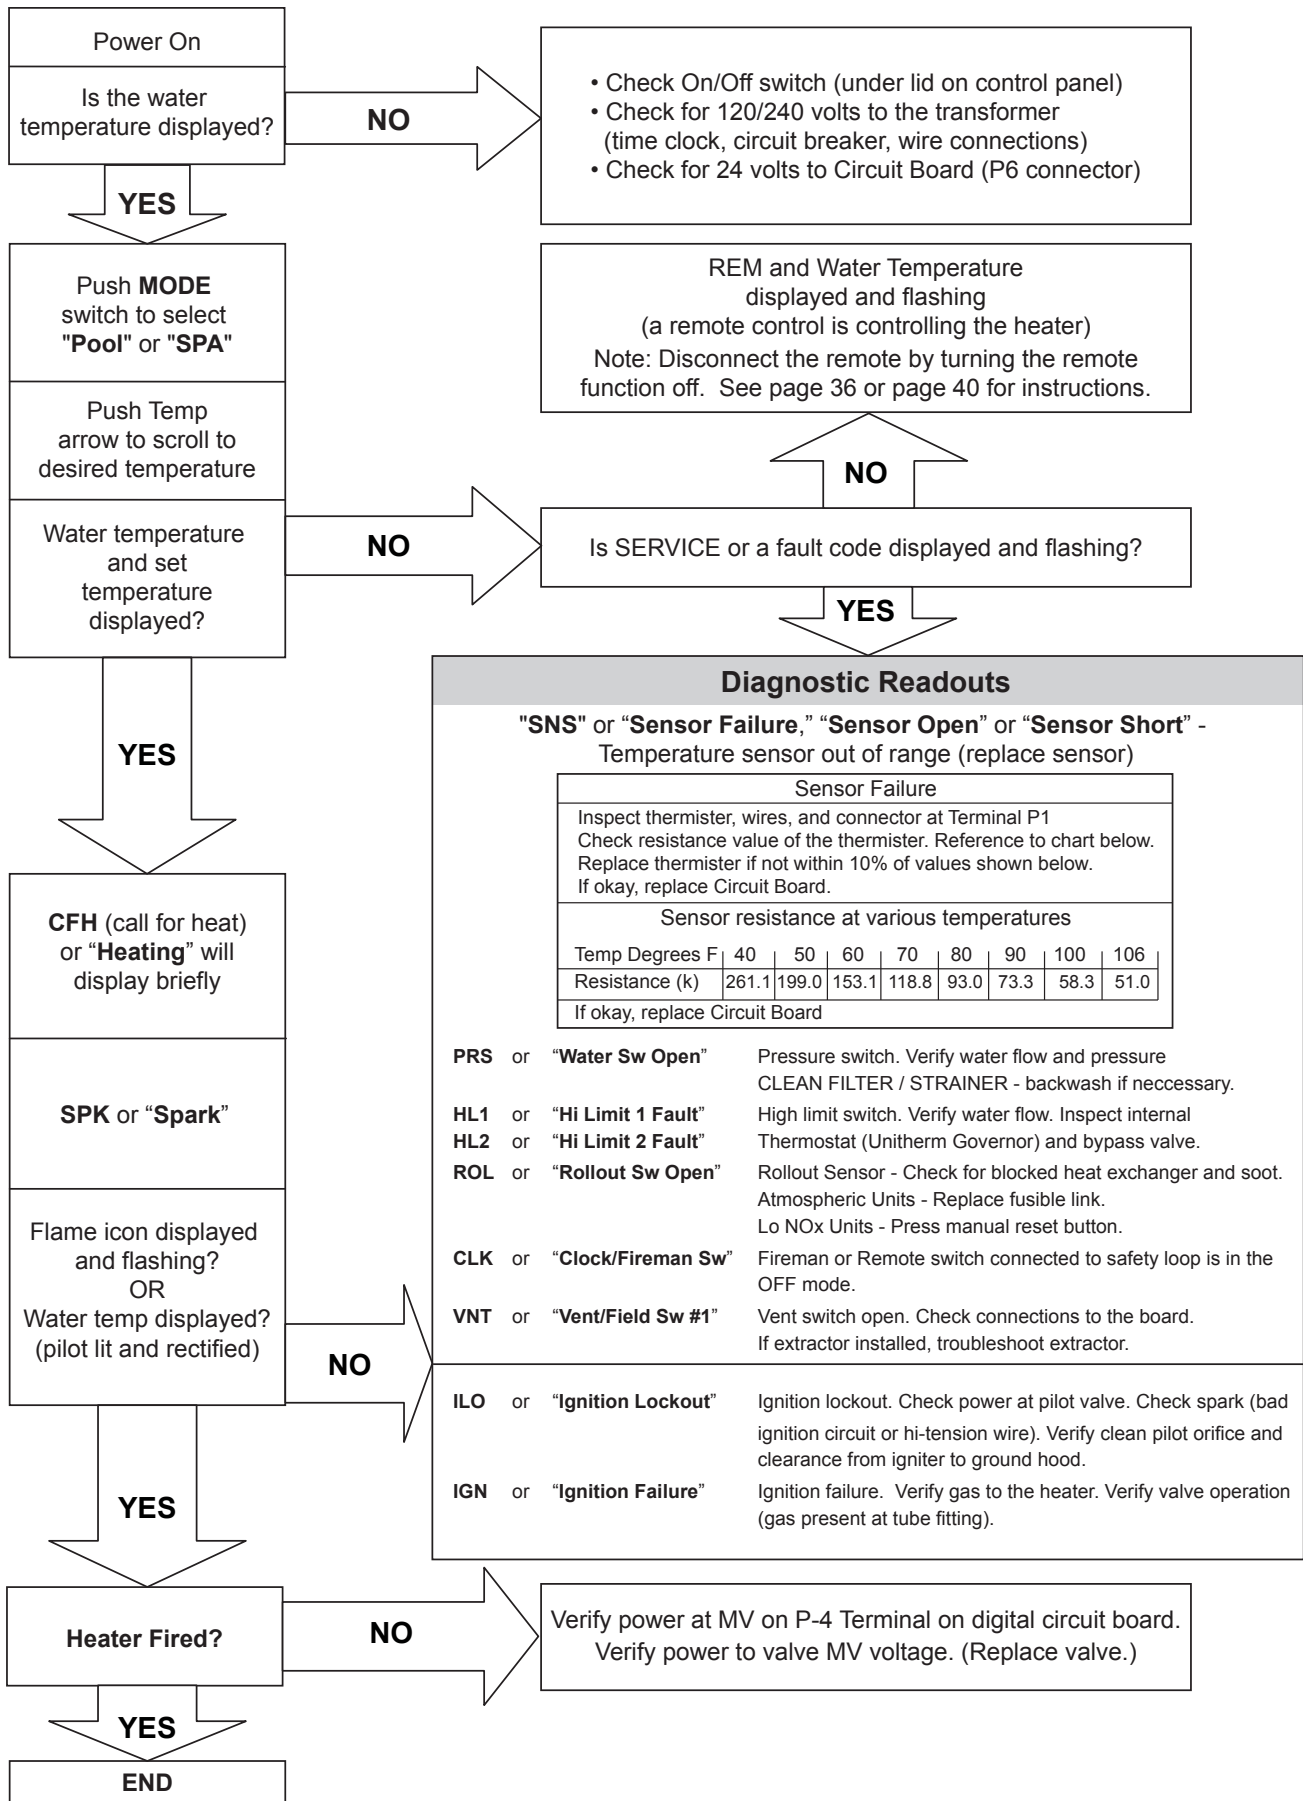 Power On
Is the water
temperature displayed?
NO
• Check On/Off switch (under lid on control panel)
• Check for 120/240 volts to the transformer
(time clock, circuit breaker, wire connections)
• Check for 24 volts to Circuit Board (P6 connector)
YES
Push MODE
switch to select
"Pool" or "SPA"
Push Temp
arrow to scroll to
desired temperature
Water temperature
and set
temperature
displayed?
NO
Is SERVICE or a fault code displayed and flashing?
NO
REM and Water Temperature
displayed and flashing
(a remote control is controlling the heater)
Note: Disconnect the remote by turning the remote
function off. See page 36 or page 40 for instructions.
YES
Diagnostic Readouts
"SNS" or “Sensor Failure,” “Sensor Open” or “Sensor Short” -
Temperature sensor out of range (replace sensor)
Sensor Failure
Inspect thermister, wires, and connector at Terminal P1
Check resistance value of the thermister. Reference to chart below.
Replace thermister if not within 10% of values shown below.
If okay, replace Circuit Board.
Sensor resistance at various temperatures
Temp Degrees F 40 50 60 70 80 90 100 106
Resistance (k) 261.1 199.0 153.1 118.8 93.0 73.3 58.3 51.0
If okay, replace Circuit Board
PRS or “Water Sw Open” Pressure switch. Verify water flow and pressure
CLEAN FILTER / STRAINER - backwash if neccessary.
HL1 or “Hi Limit 1 Fault” High limit switch. Verify water flow. Inspect internal
HL2 or “Hi Limit 2 Fault” Thermostat (Unitherm Governor) and bypass valve.
ROL or “Rollout Sw Open” Rollout Sensor - Check for blocked heat exchanger and soot.
Atmospheric Units - Replace fusible link.
Lo NOx Units - Press manual reset button.
CLK or “Clock/Fireman Sw” Fireman or Remote switch connected to safety loop is in the
OFF mode.
VNT or “Vent/Field Sw #1” Vent switch open. Check connections to the board.
If extractor installed, troubleshoot extractor.
ILO or “Ignition Lockout” Ignition lockout. Check power at pilot valve. Check spark (bad
ignition circuit or hi-tension wire). Verify clean pilot orifice and
clearance from igniter to ground hood.
IGN or “Ignition Failure” Ignition failure. Verify gas to the heater. Verify valve operation
(gas present at tube fitting).
YES
CFH (call for heat)
or “Heating” will
display briefly
SPK or “Spark”
Flame icon displayed
and flashing?
OR
Water temp displayed?
(pilot lit and rectified)
NO
YES
Heater Fired?
NO
Verify power at MV on P-4 Terminal on digital circuit board.
Verify power to valve MV voltage. (Replace valve.)
YES
END